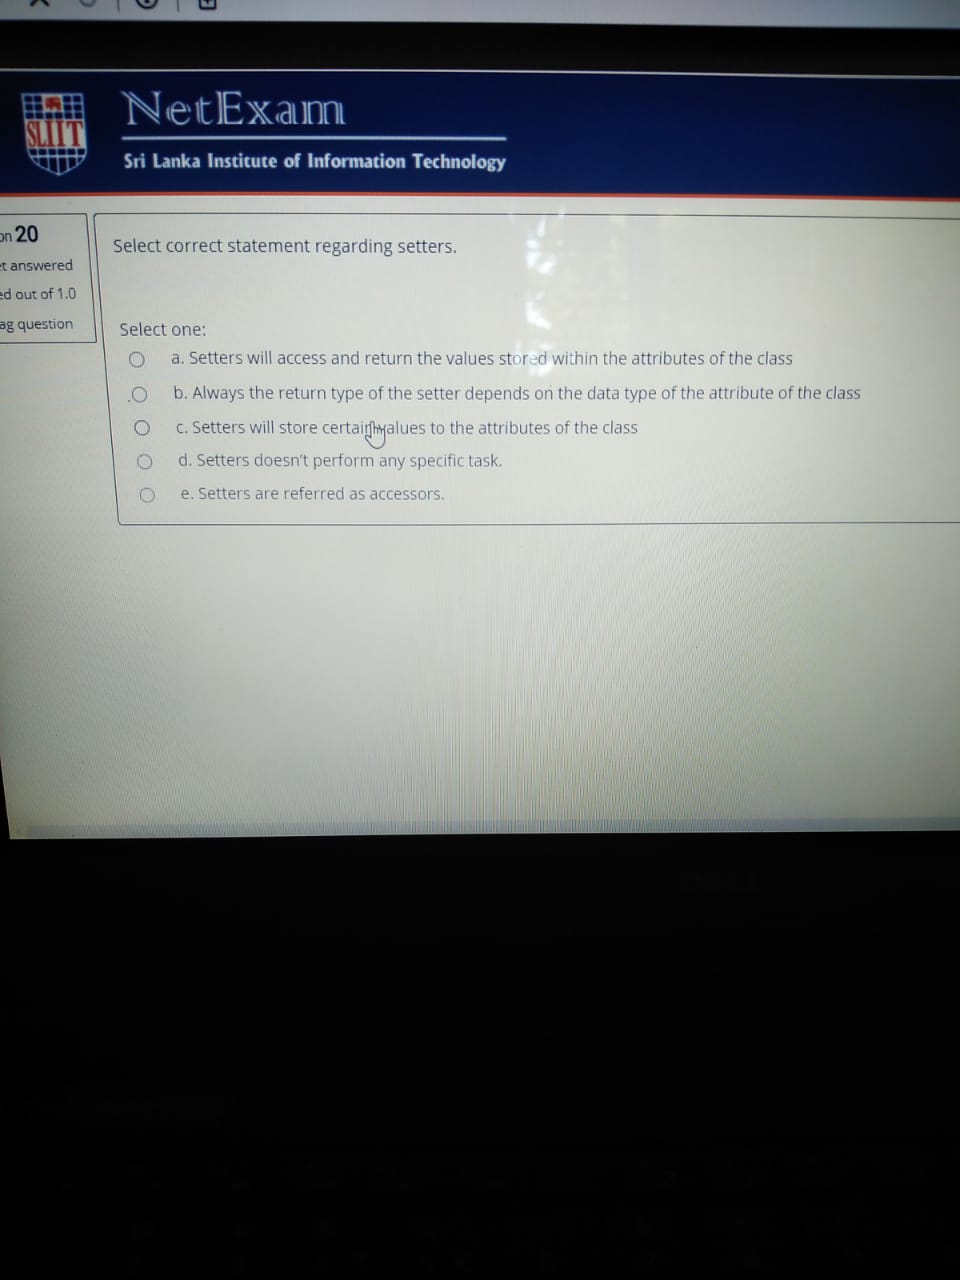 SLIIT
NetExam
Sri Lanka Institute of Information Technology
on 20
et answered
ed out of 1.0
ag question
Select correct statement regarding setters.
Select one:
a. Setters will access and return the values stored within the attributes of the class
b. Always the return type of the setter depends on the data type of the attribute of the class
c. Setters will store certain values to the attributes of the class
d. Setters doesn't perform any specific task.
e. Setters are referred as accessors.